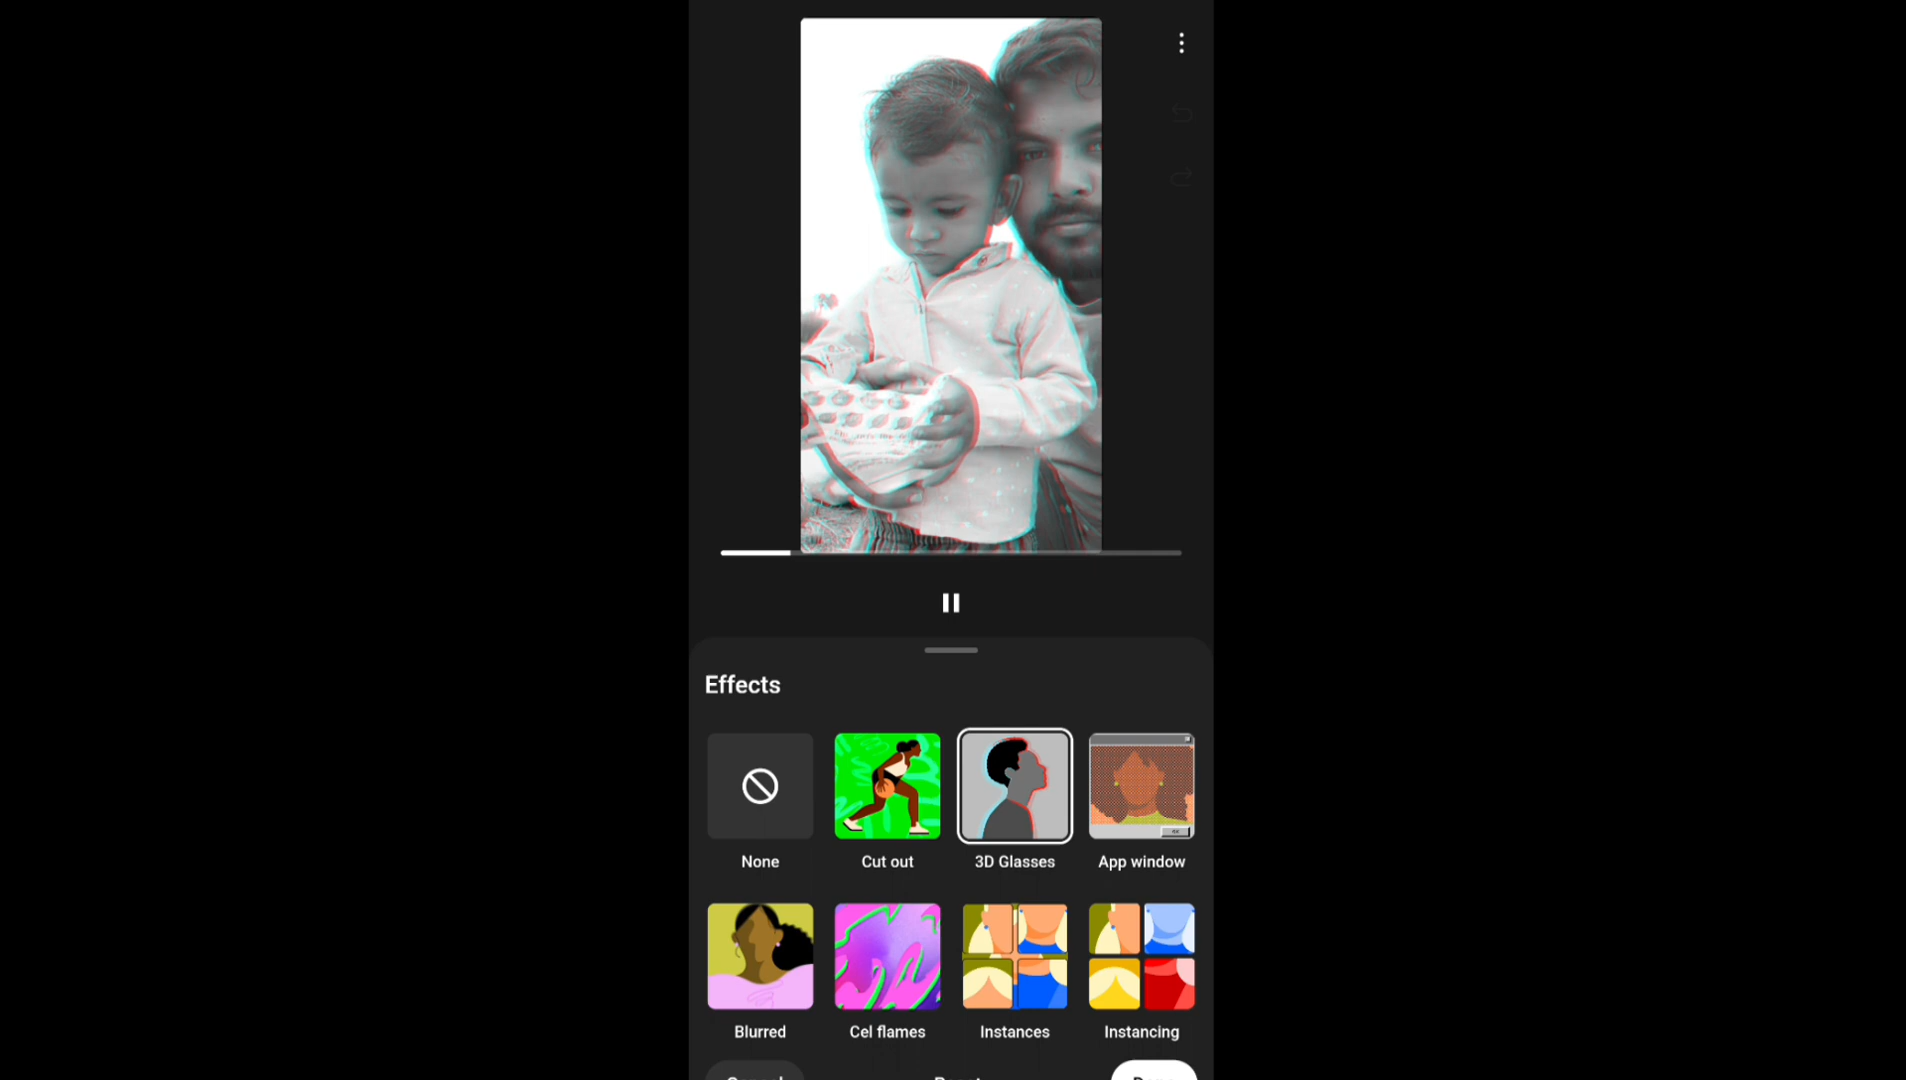 Effects
None
Cut out
3D Glasses
App window
Blurred
Cel flames
Instances
Instancing